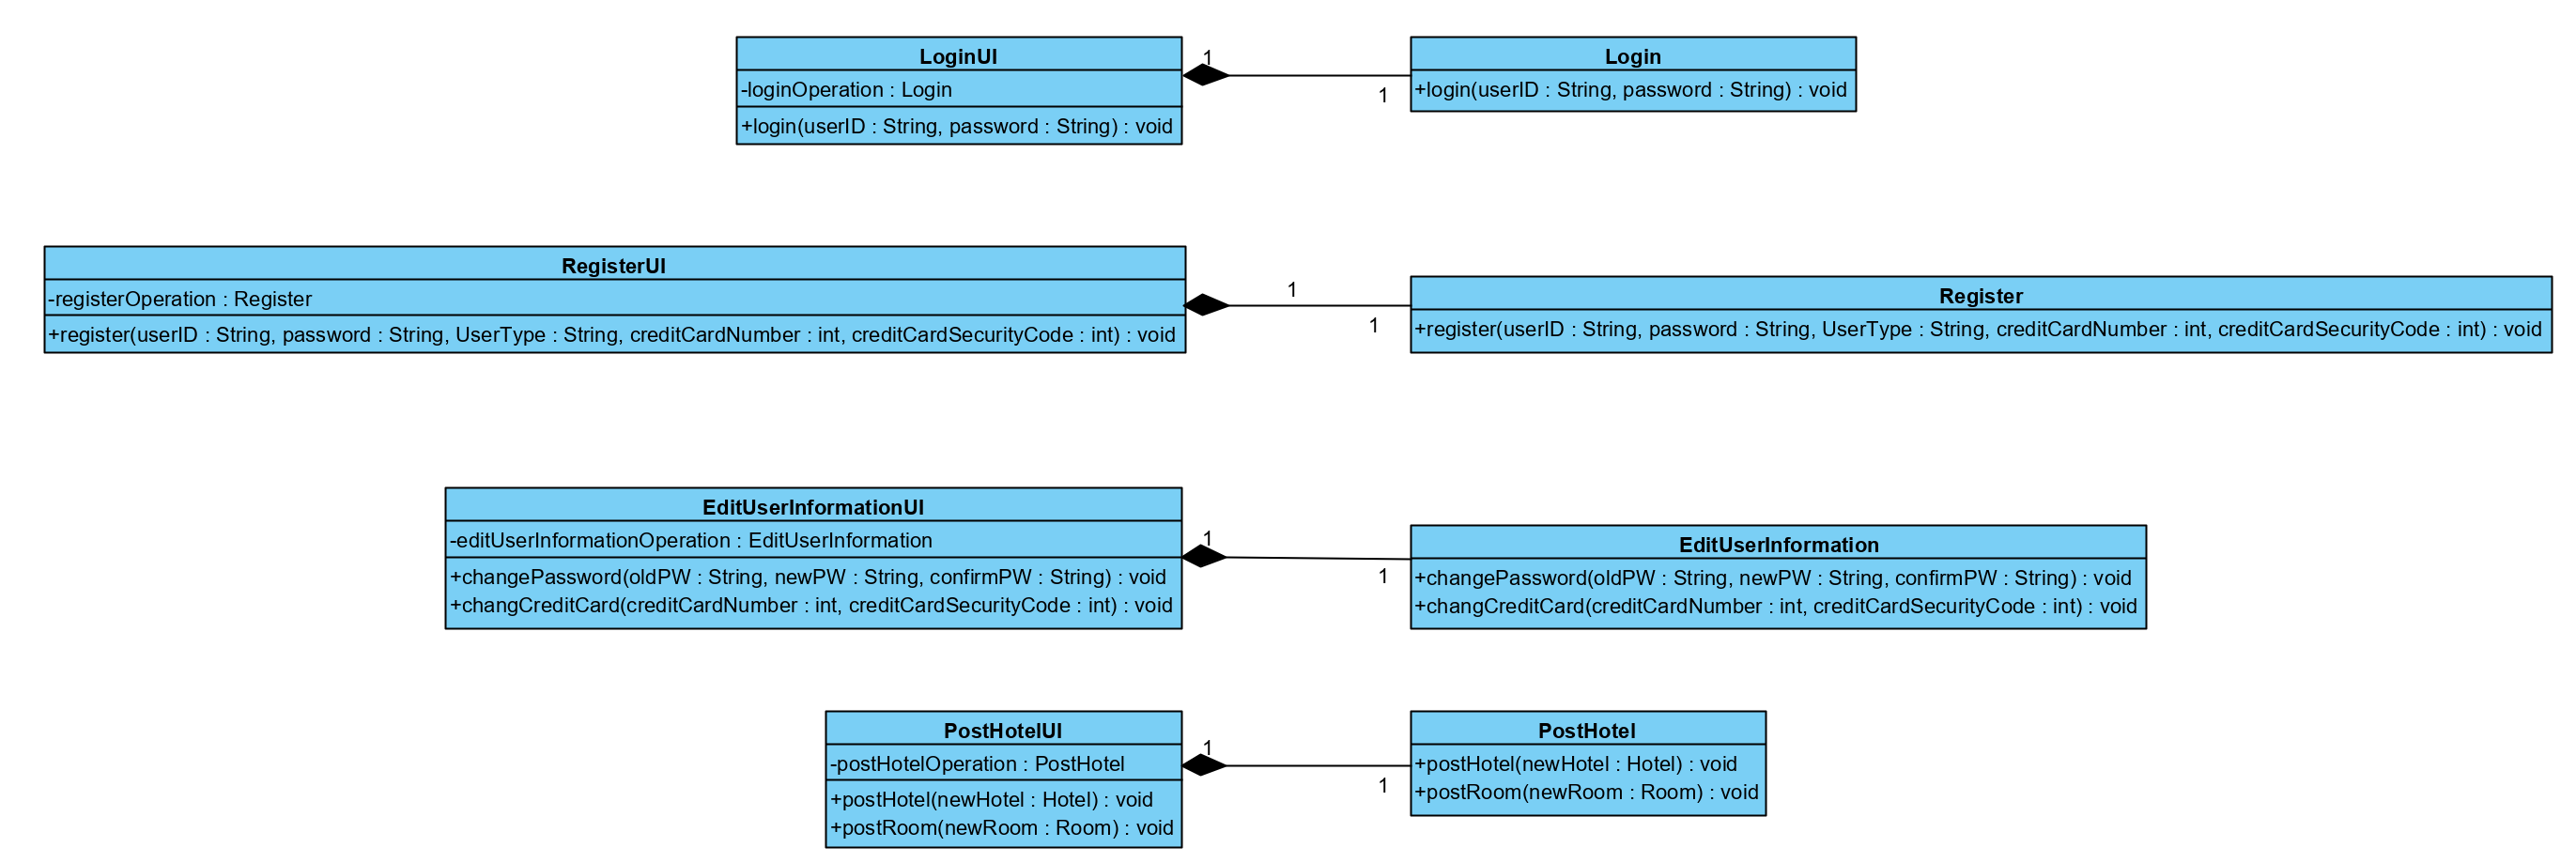 LoginUI
-loginOperation : Login
+login(userID : String, password : String) : void
1
1
Login
+login(userID : String, password : String) : void
RegisterUI
-registerOperation : Register
+register(userID : String, password : String, UserType : String, creditCardNumber : int, creditCardSecurityCode : int) : void
1
1
Register
+register(userID : String, password : String, UserType : String, creditCardNumber : int, creditCardSecurityCode : int) : void
EditUserInformationUI
-editUserInformationOperation : EditUserInformation
+changePassword(oldPW : String, newPW : String, confirmPW : String) : void
+changCreditCard(creditCardNumber : int, creditCardSecurityCode : int) : void
1
1
EditUserInformation
+changePassword(oldPW : String, newPW : String, confirmPW : String) : void
+changCreditCard(creditCardNumber : int, creditCardSecurityCode : int) : void
PostHotelUI
-postHotelOperation : PostHotel
+postHotel(newHotel : Hotel) : void
+postRoom(newRoom : Room) : void
1
1
PostHotel
+postHotel(newHotel : Hotel) : void
+postRoom(newRoom : Room) : void